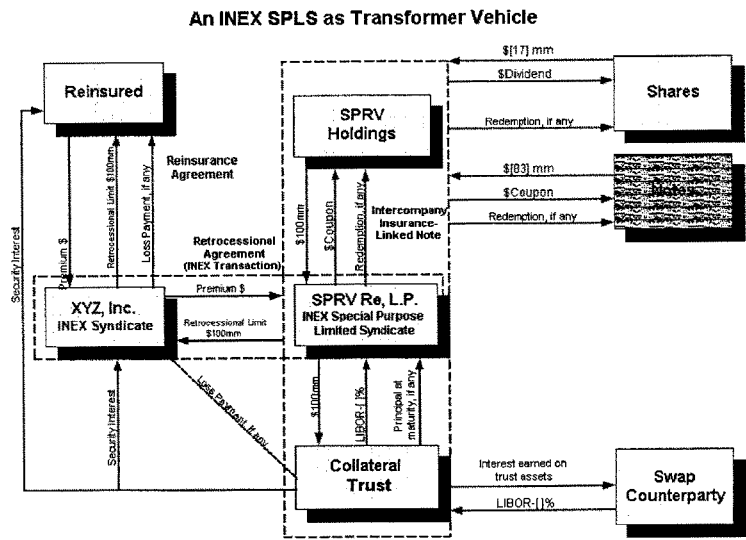 An INEX SPLS as Transformer Vehicle
$[17] mm
$Dividend
Shares
Redemption, if any
Reinsured
SPRV
Holdings
$[83] mm
$Coupon
Notes
Redemption, if any
Reinsurance
Agreement
Premium $
Retrocessional Limit $100mm
Loss Payment, if any
Security Interest
$100mm
$Coupon
Redemption, if any
Intercompany
Insurance-
Linked Note
Retrocessional
Agreement
(INEX Transaction)
XYZ, Inc.
INEX Syndicate
Premium $
Retrocessional Limit
$100mm
SPRV Re, L.P.
INEX Special Purpose
Limited Syndicate
Loss Payment, if any
Security Interest
$100mm
LIBOR-[ ]%
Principal at
maturity, if any
Collateral
Trust
Interest earned on
trust assets
LIBOR-[ ]%
Swap
Counterparty